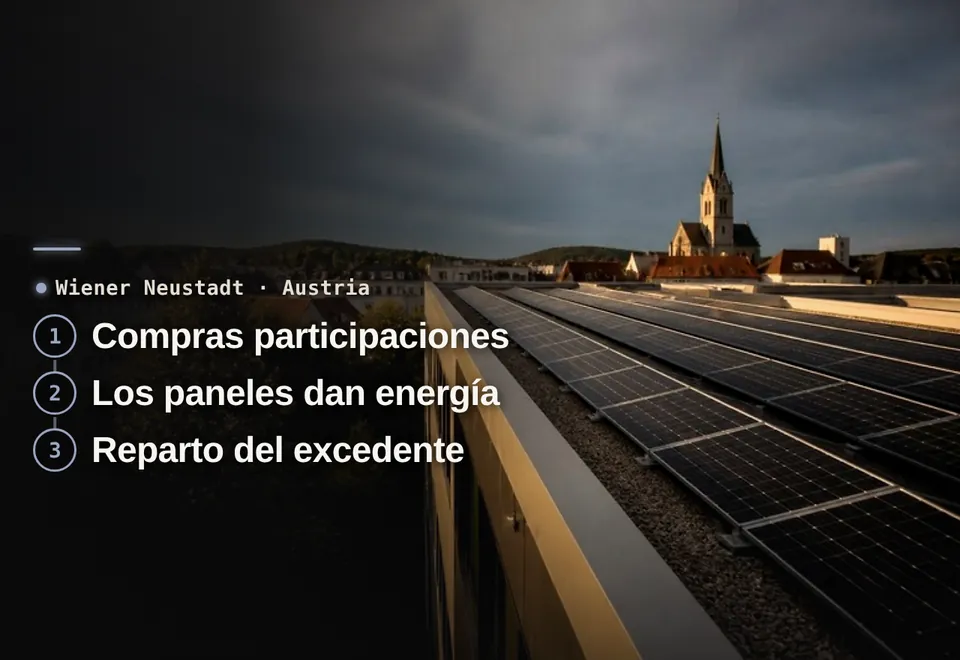 Wiener Neustadt · Austria
1 Compras participaciones
2 Los paneles dan energía
3 Reparto del excedente